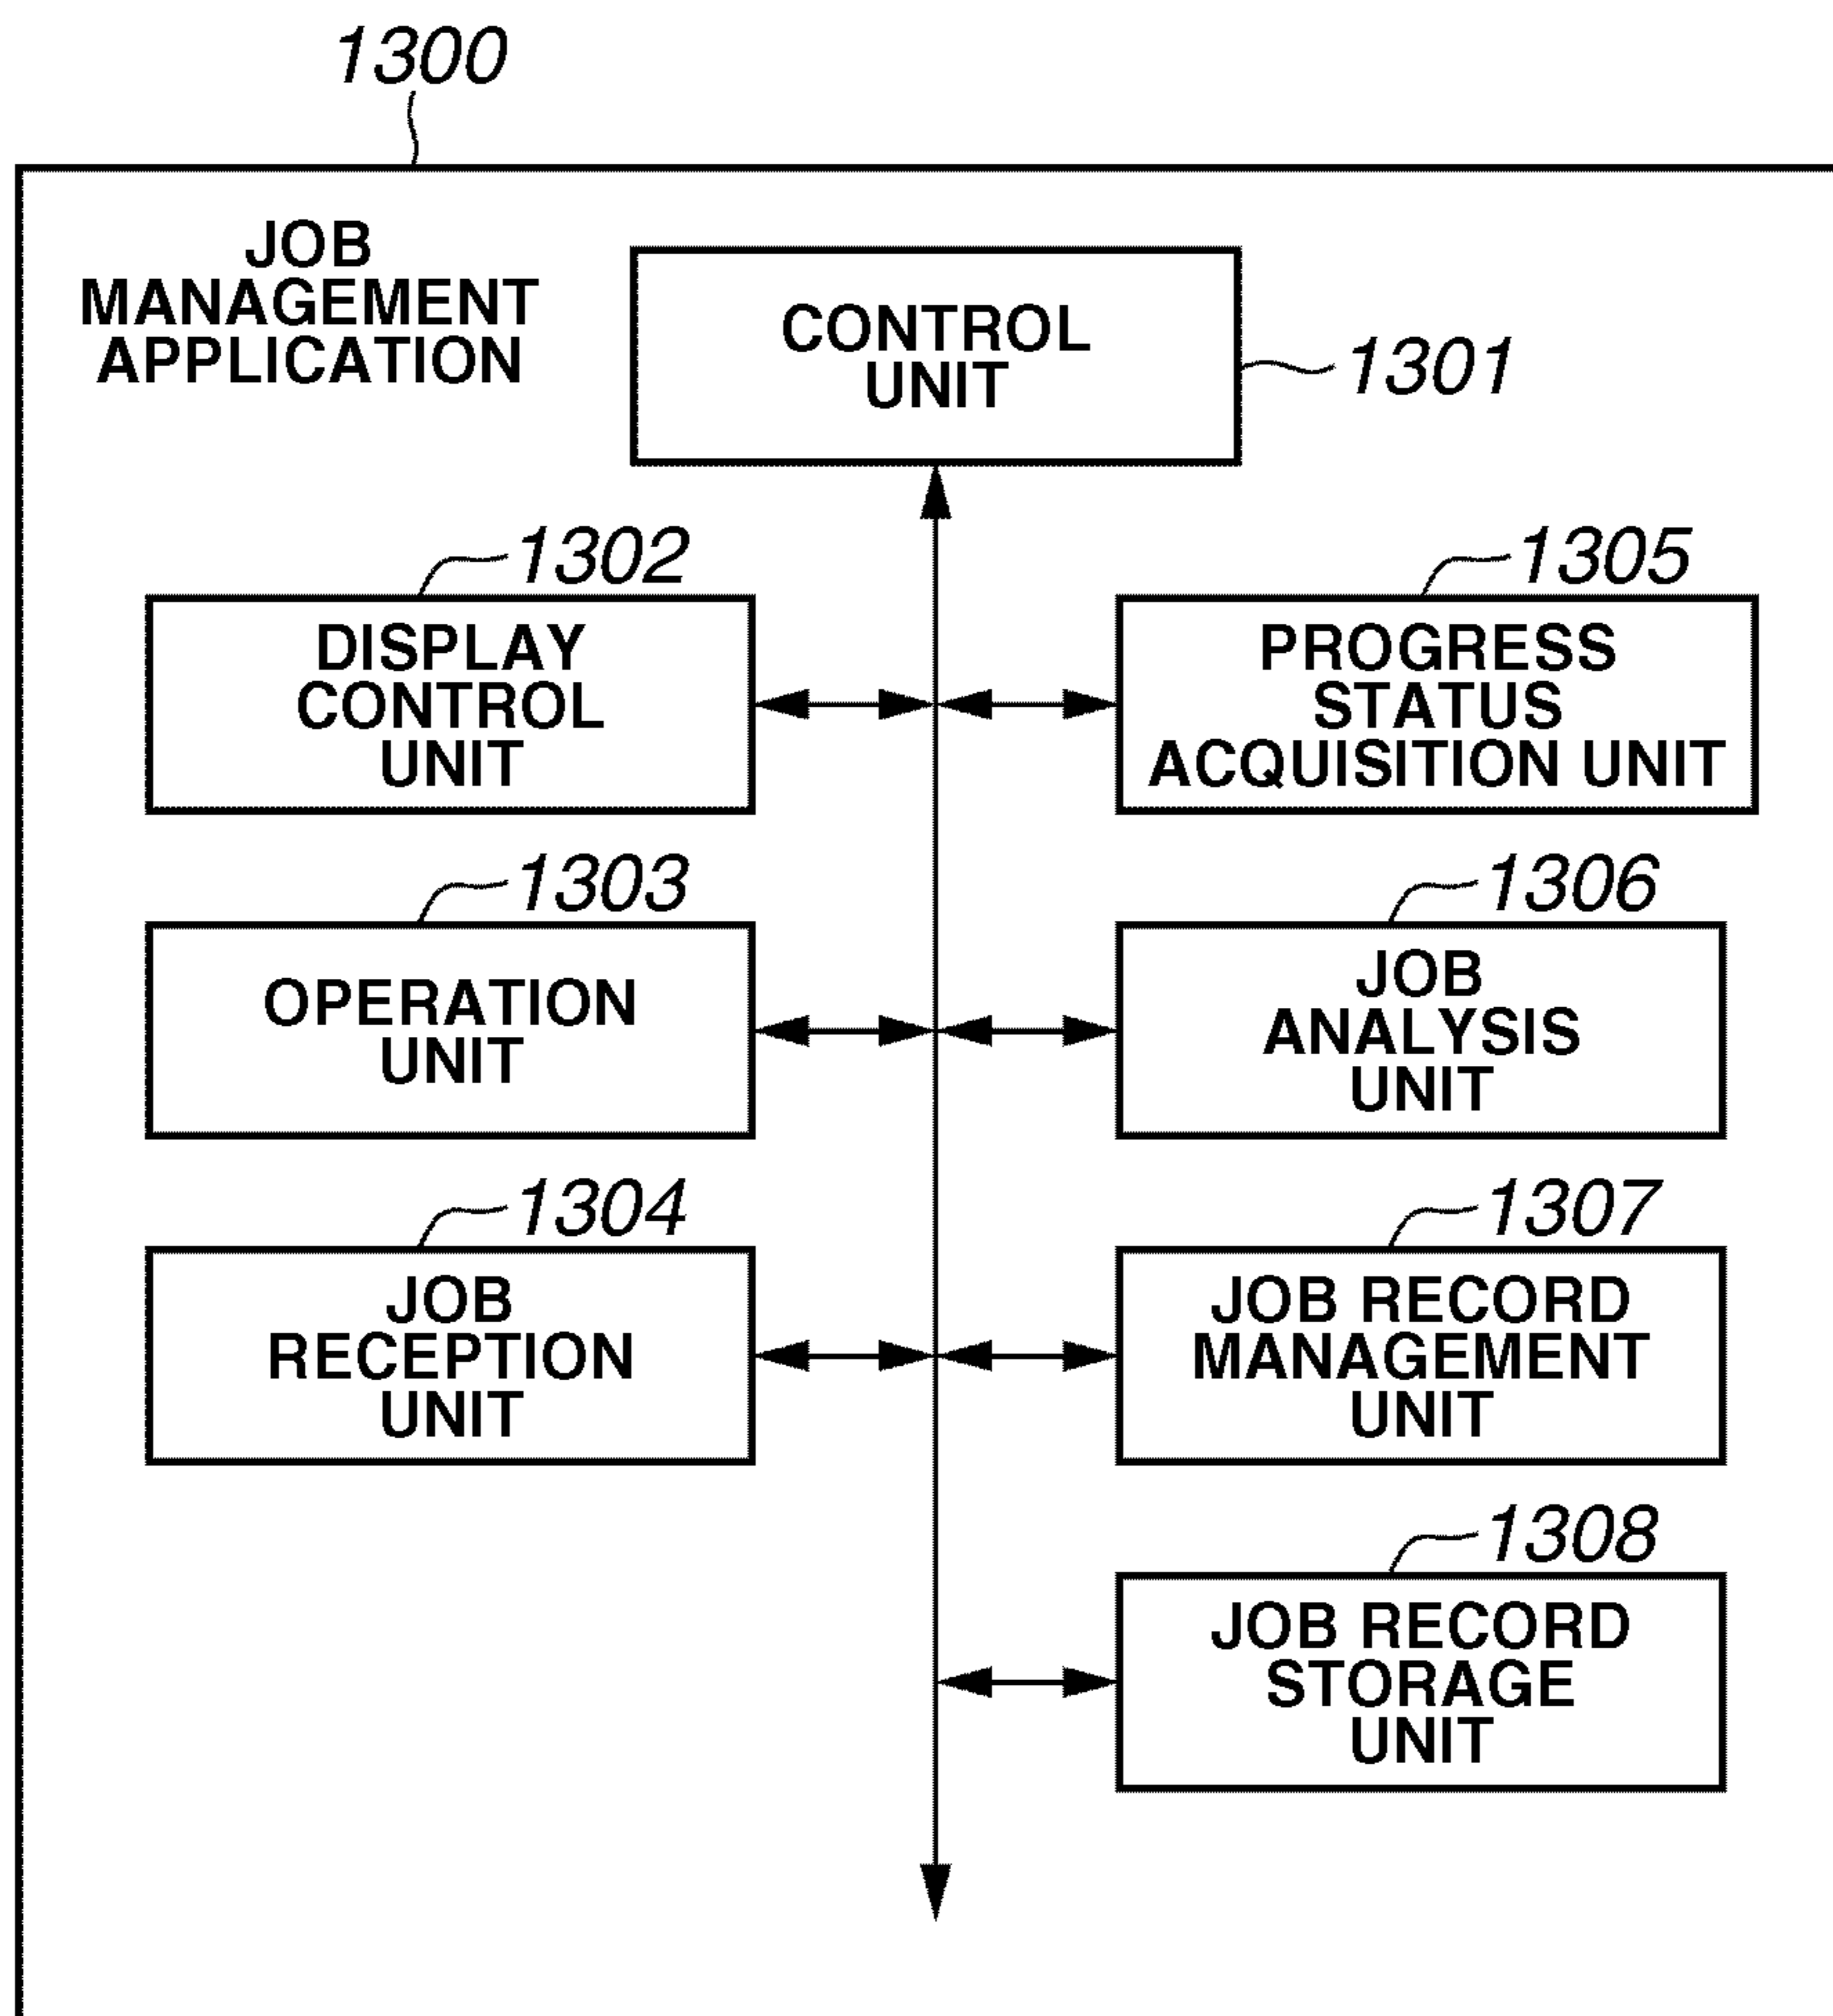 1300
JOB
MANAGEMENT
APPLICATION
CONTROL
UNIT
1301
1302
DISPLAY
CONTROL
UNIT
1305
PROGRESS
STATUS
ACQUISITION UNIT
1303
OPERATION
UNIT
1306
JOB
ANALYSIS
UNIT
1304
JOB
RECEPTION
UNIT
1307
JOB RECORD
MANAGEMENT
UNIT
1308
JOB RECORD
STORAGE
UNIT